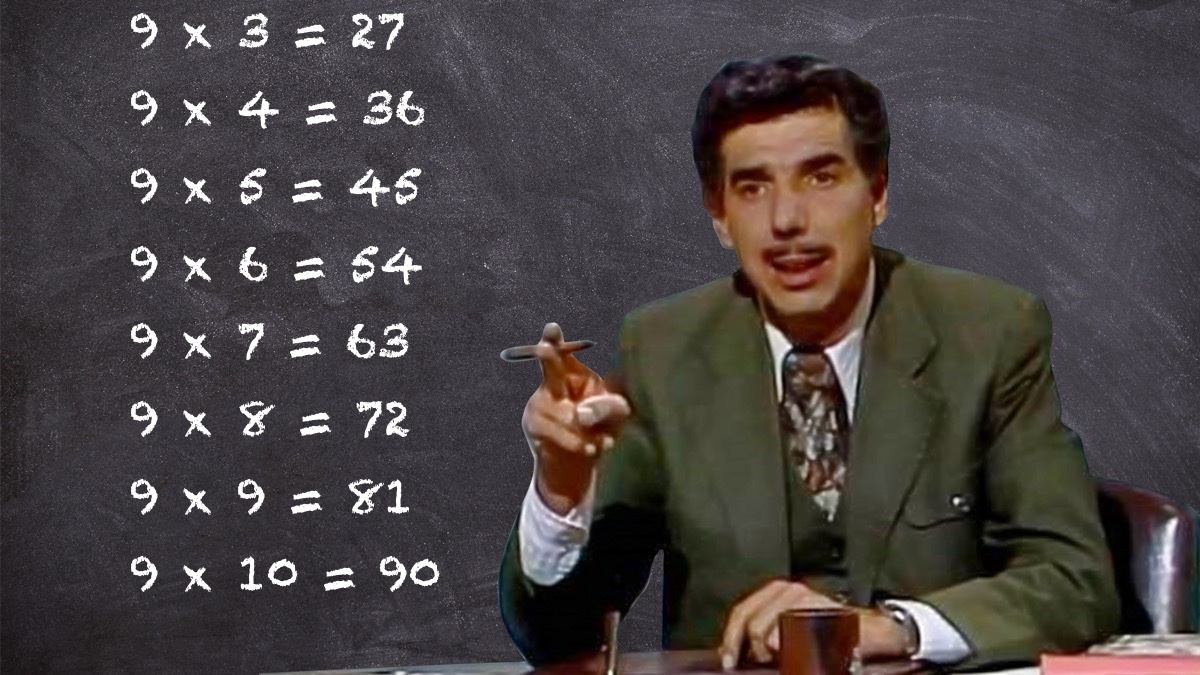 9 x 3 = 27
9 x 4 = 36
9 x 5 = 45
9 x 6 = 54
9 x 7 = 63
9 x 8 = 72
9 x 9 = 81
9 x 10 = 90